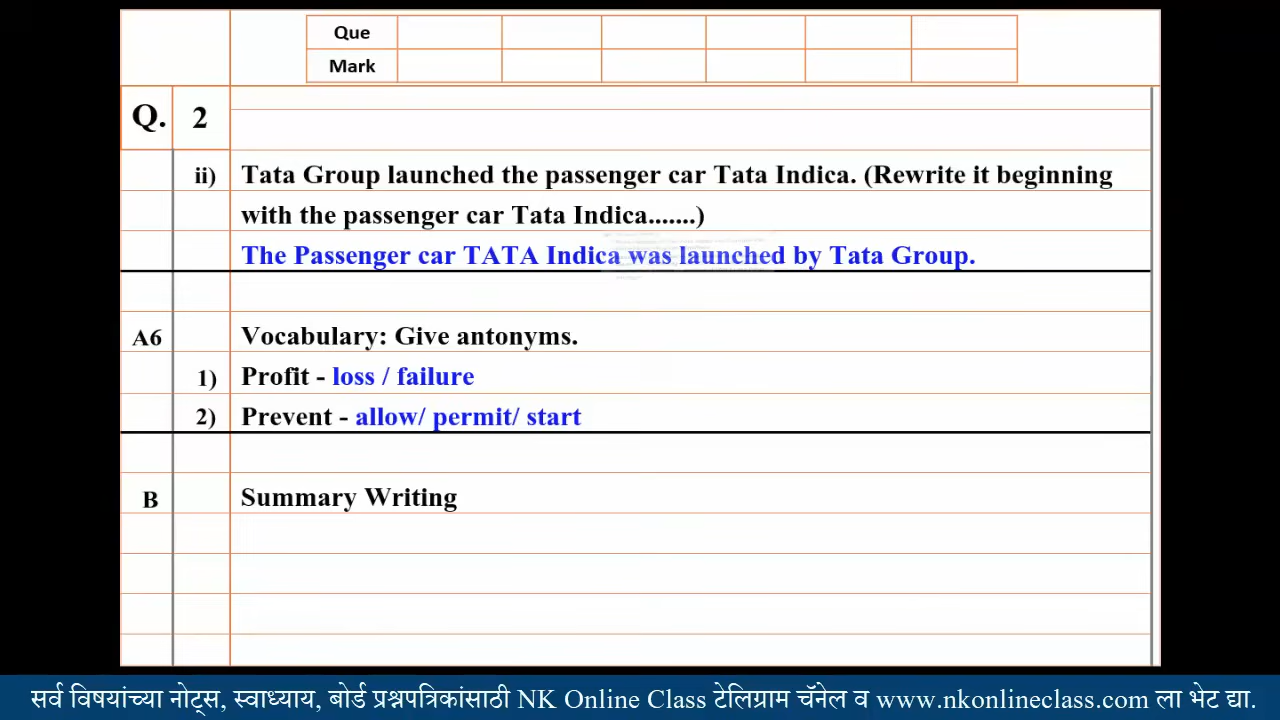 Que
Mark
Q. 2
ii) Tata Group launched the passenger car Tata Indica. (Rewrite it beginning
with the passenger car Tata Indica.......)
The Passenger car TATA Indica was launched by Tata Group.
A6 Vocabulary: Give antonyms.
1) Profit - loss / failure
2) Prevent - allow/ permit/ start
B Summary Writing
सर्व विषयांच्या नोट्स, स्वाध्याय, बोर्ड प्रश्नपत्रिकांसाठी NK Online Class टेलिग्राम चॅनेल व www.nkonlineclass.com ला भेट द्या.